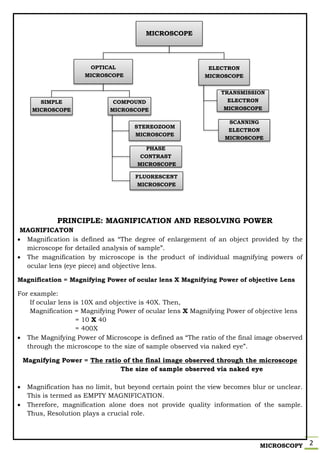 MICROSCOPE
OPTICAL
MICROSCOPE
ELECTRON
MICROSCOPE
SIMPLE
MICROSCOPE
COMPOUND
MICROSCOPE
TRANSMISSION
ELECTRON
MICROSCOPE
STEREOZOOM
MICROSCOPE
SCANNING
ELECTRON
MICROSCOPE
PHASE
CONTRAST
MICROSCOPE
FLUORESCENT
MICROSCOPE
PRINCIPLE: MAGNIFICATION AND RESOLVING POWER
MAGNIFICATON
• Magnification is defined as “The degree of enlargement of an object provided by the
microscope for detailed analysis of sample”.
• The magnification by microscope is the product of individual magnifying powers of
ocular lens (eye piece) and objective lens.
Magnification = Magnifying Power of ocular lens X Magnifying Power of objective Lens
For example:
If ocular lens is 10X and objective is 40X. Then,
Magnification = Magnifying Power of ocular lens X Magnifying Power of objective lens
= 10 X 40
= 400X
• The Magnifying Power of Microscope is defined as “The ratio of the final image observed
through the microscope to the size of sample observed via naked eye”.
Magnifying Power = The ratio of the final image observed through the microscope
The size of sample observed via naked eye
• Magnification has no limit, but beyond certain point the view becomes blur or unclear.
This is termed as EMPTY MAGNIFICATION.
• Therefore, magnification alone does not provide quality information of the sample.
Thus, Resolution plays a crucial role.
MICROSCOPY 2